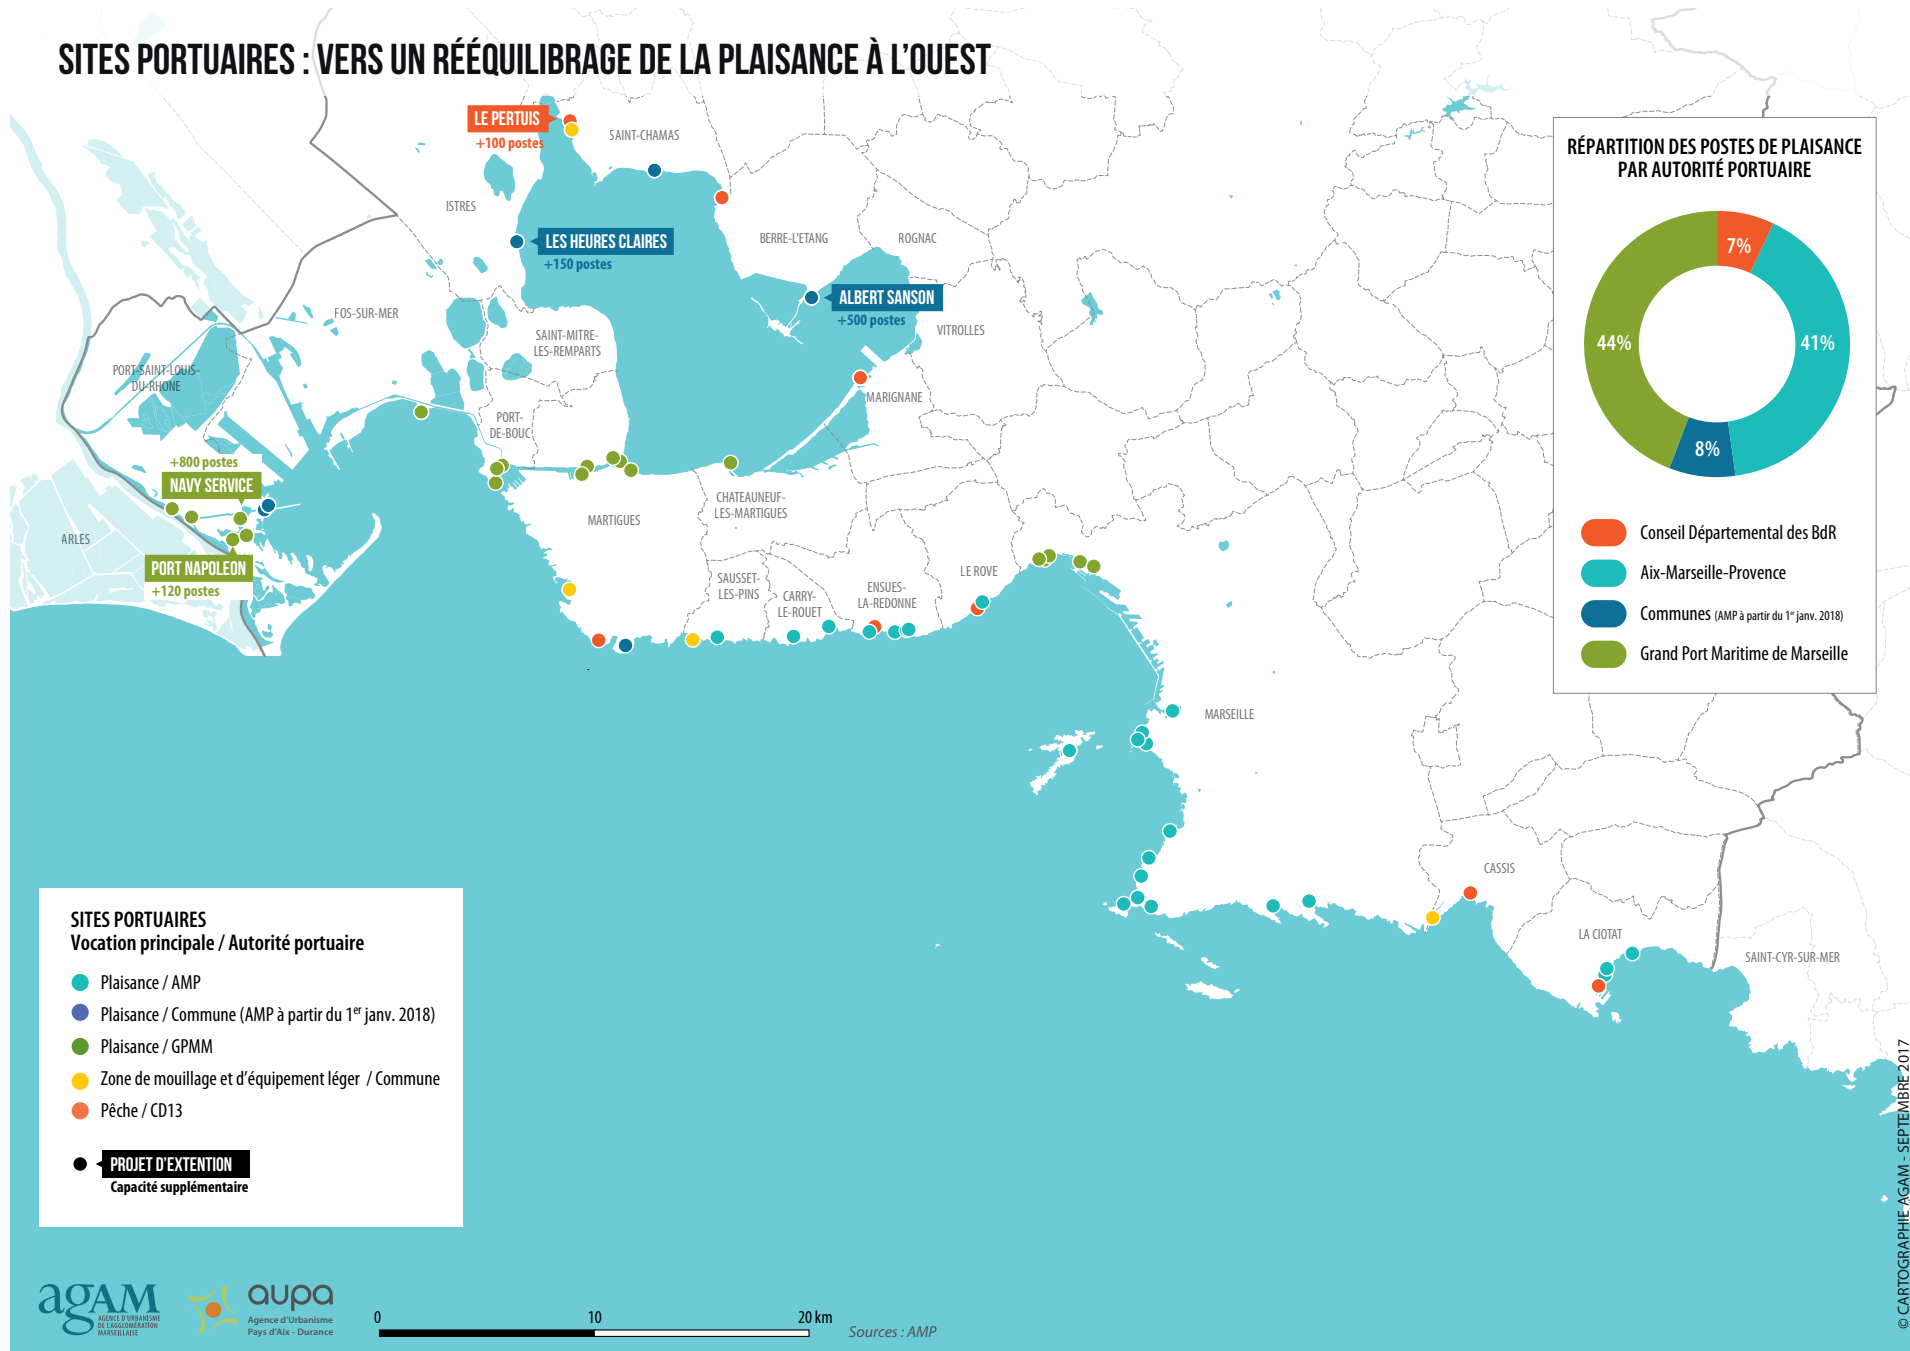 SITES PORTUAIRES : VERS UN RÉÉQUILIBRAGE DE LA PLAISANCE À L'OUEST
LE PERTUIS
+100 postes
SAINT-CHAMAS
ISTRES
LES HEURES CLAIRES
+150 postes
BERRE-L'ETANG
ROGNAC
ALBERT SANSON
+500 postes
VITROLLES
FOS-SUR-MER
SAINT-MITRE-
LES-REMPARTS
PORT-SAINT-LOUIS-
DU-RHONE
MARIGNANE
PORT-
DE-BOUC
+800 postes
NAVY SERVICE
ARLES
PORT NAPOLEON
+120 postes
MARTIGUES
CHATEAUNEUF-
LES-MARTIGUES
SAUSSET-
LES-PINS
CARRY-
LE-ROUET
ENSUES-
LA-REDONNE
LE ROVE
MARSEILLE
CASSIS
LA CIOTAT
SAINT-CYR-SUR-MER
RÉPARTITION DES POSTES DE PLAISANCE
PAR AUTORITÉ PORTUAIRE
7%
44%
41%
8%
Conseil Départemental des BdR
Aix-Marseille-Provence
Communes (AMP à partir du 1er janv. 2018)
Grand Port Maritime de Marseille
SITES PORTUAIRES
Vocation principale / Autorité portuaire
Plaisance / AMP
Plaisance / Commune (AMP à partir du 1er janv. 2018)
Plaisance / GPMM
Zone de mouillage et d'équipement léger / Commune
Pêche / CD13
PROJET D'EXTENTION
Capacité supplémentaire
agAM
AGENCE D'URBANISME
DE L'AGGLOMÉRATION
MARSEILLAISE
aupa
Agence d'Urbanisme
Pays d'Aix - Durance
0 10 20 km
Sources : AMP
© CARTOGRAPHIE AGAM - SEPTEMBRE 2017